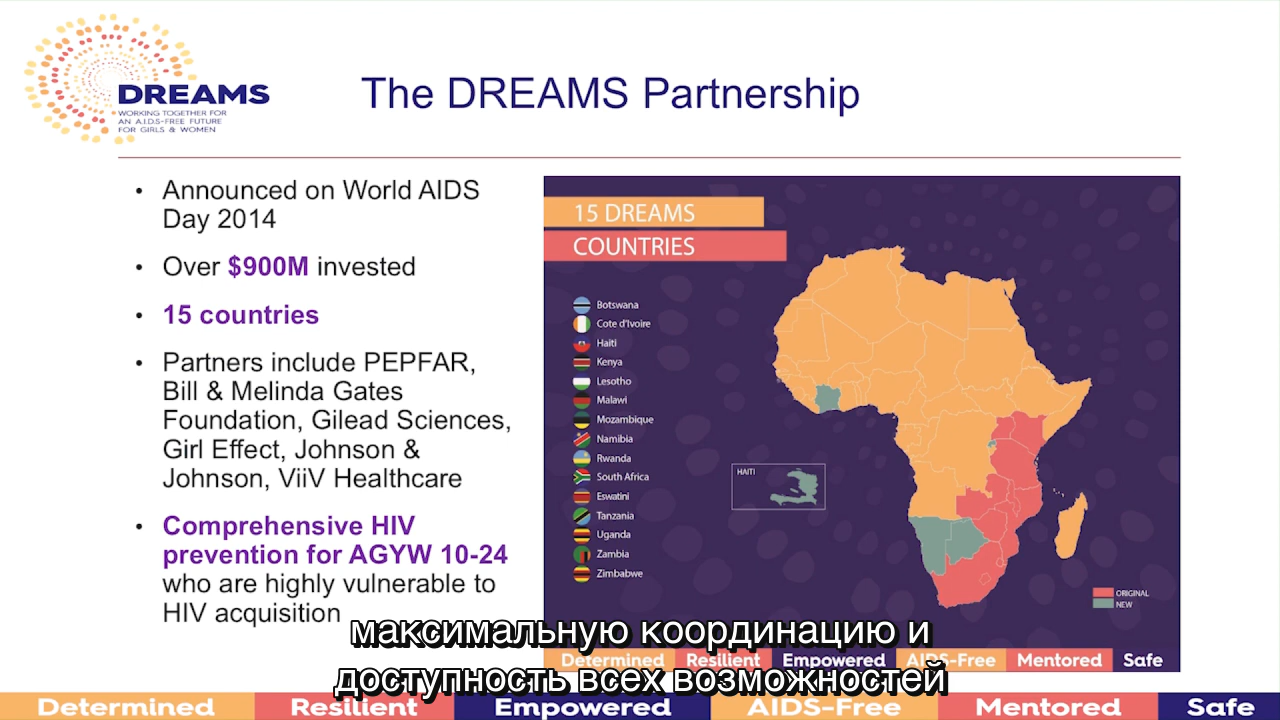 DREAMS
WORKING TOGETHER FOR
AN A.I.D.S-FREE FUTURE
FOR GIRLS & WOMEN
The DREAMS Partnership
• Announced on World AIDS
Day 2014
• Over $900M invested
• 15 countries
• Partners include PEPFAR,
Bill & Melinda Gates
Foundation, Gilead Sciences,
Girl Effect, Johnson &
Johnson, ViiV Healthcare
• Comprehensive HIV
prevention for AGYW 10-24
who are highly vulnerable to
HIV acquisition
15 DREAMS
COUNTRIES
Botswana
Cote d'Ivoire
Haiti
Kenya
Lesotho
Malawi
Mozambique
Namibia
Rwanda
South Africa
Eswatini
Tanzania
Uganda
Zambia
Zimbabwe
HAITI
ORIGINAL
NEW
максимальную координацию и
Determined Resilient Empowered AIDS-Free Mentored Safe
доступность всех возможностей
Determined Resilient Empowered AIDS-Free Mentored Safe